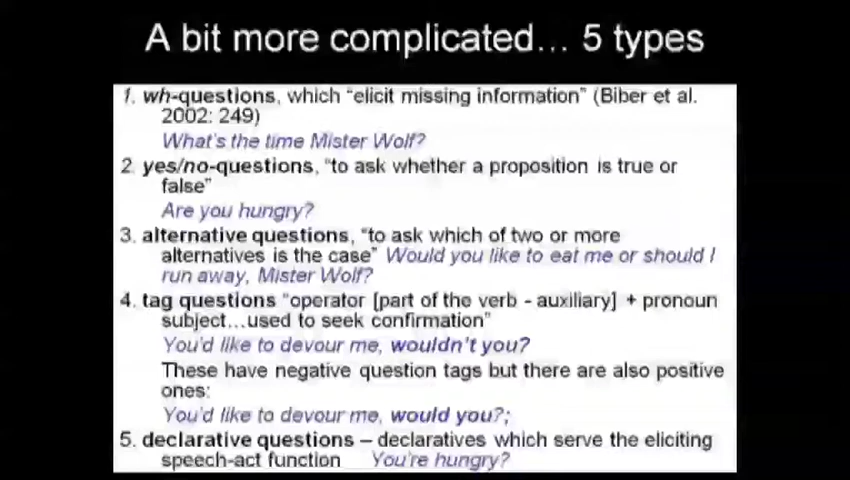 A bit more complicated… 5 types
1. wh-questions, which “elicit missing information” (Biber et al.
2002: 249)
What's the time Mister Wolf?
2. yes/no-questions, “to ask whether a proposition is true or
false”
Are you hungry?
3. alternative questions, “to ask which of two or more
alternatives is the case” Would you like to eat me or should I
run away, Mister Wolf?
4. tag questions “operator [part of the verb - auxiliary] + pronoun
subject…used to seek confirmation”
You'd like to devour me, wouldn't you?
These have negative question tags but there are also positive
ones:
You'd like to devour me, would you?;
5. declarative questions – declaratives which serve the eliciting
speech-act function You're hungry?